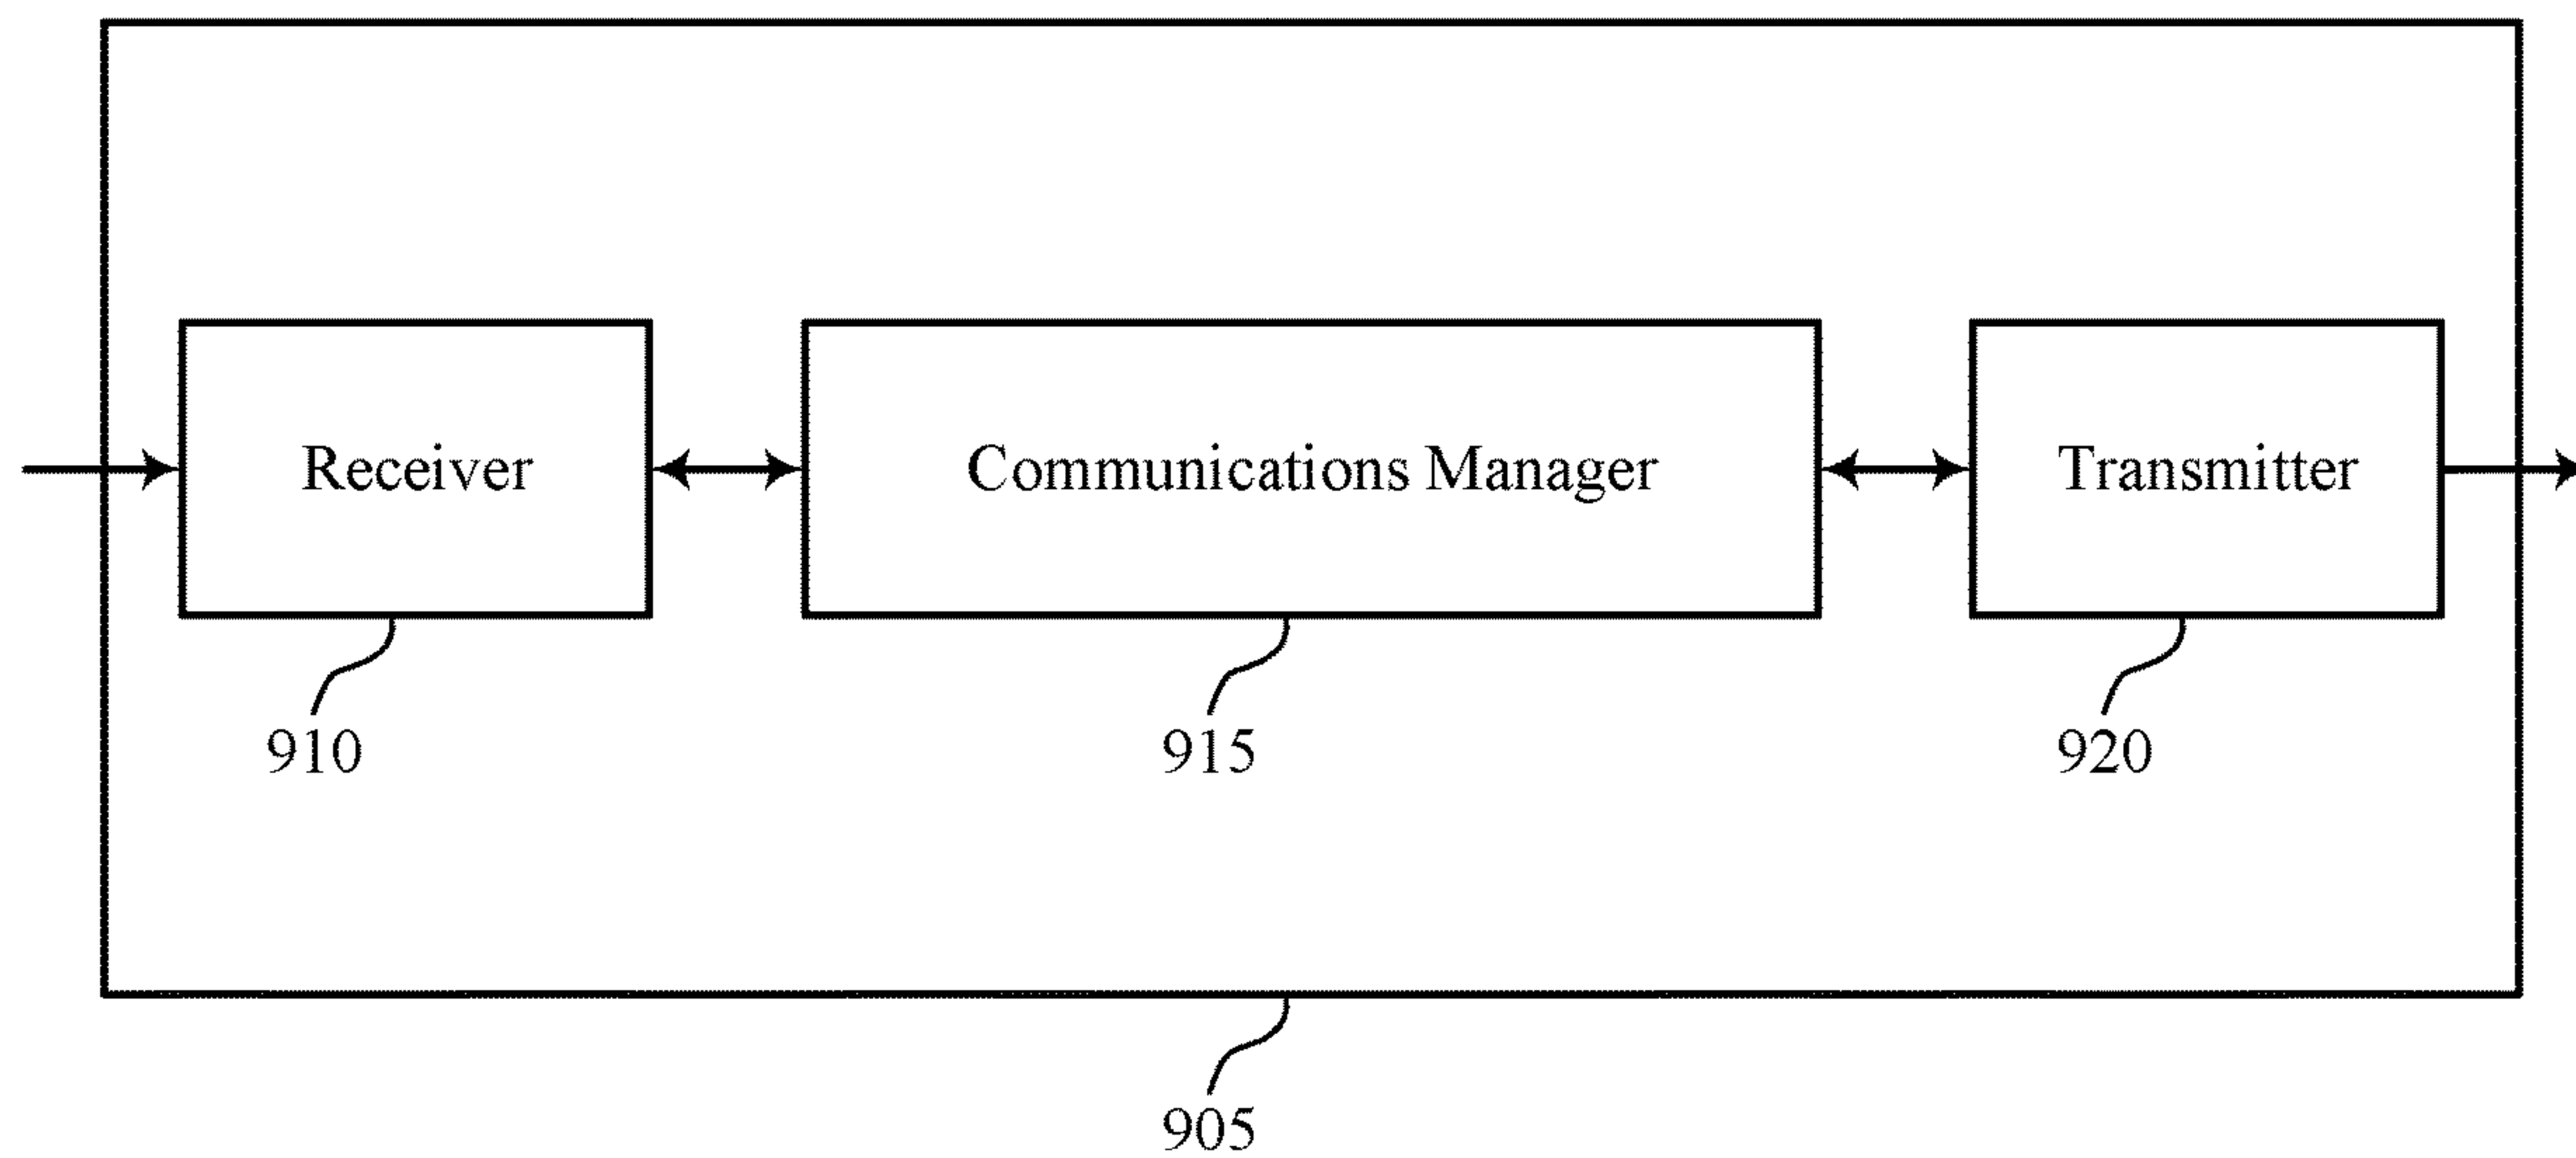 Receiver
Communications Manager
Transmitter
910
915
920
905